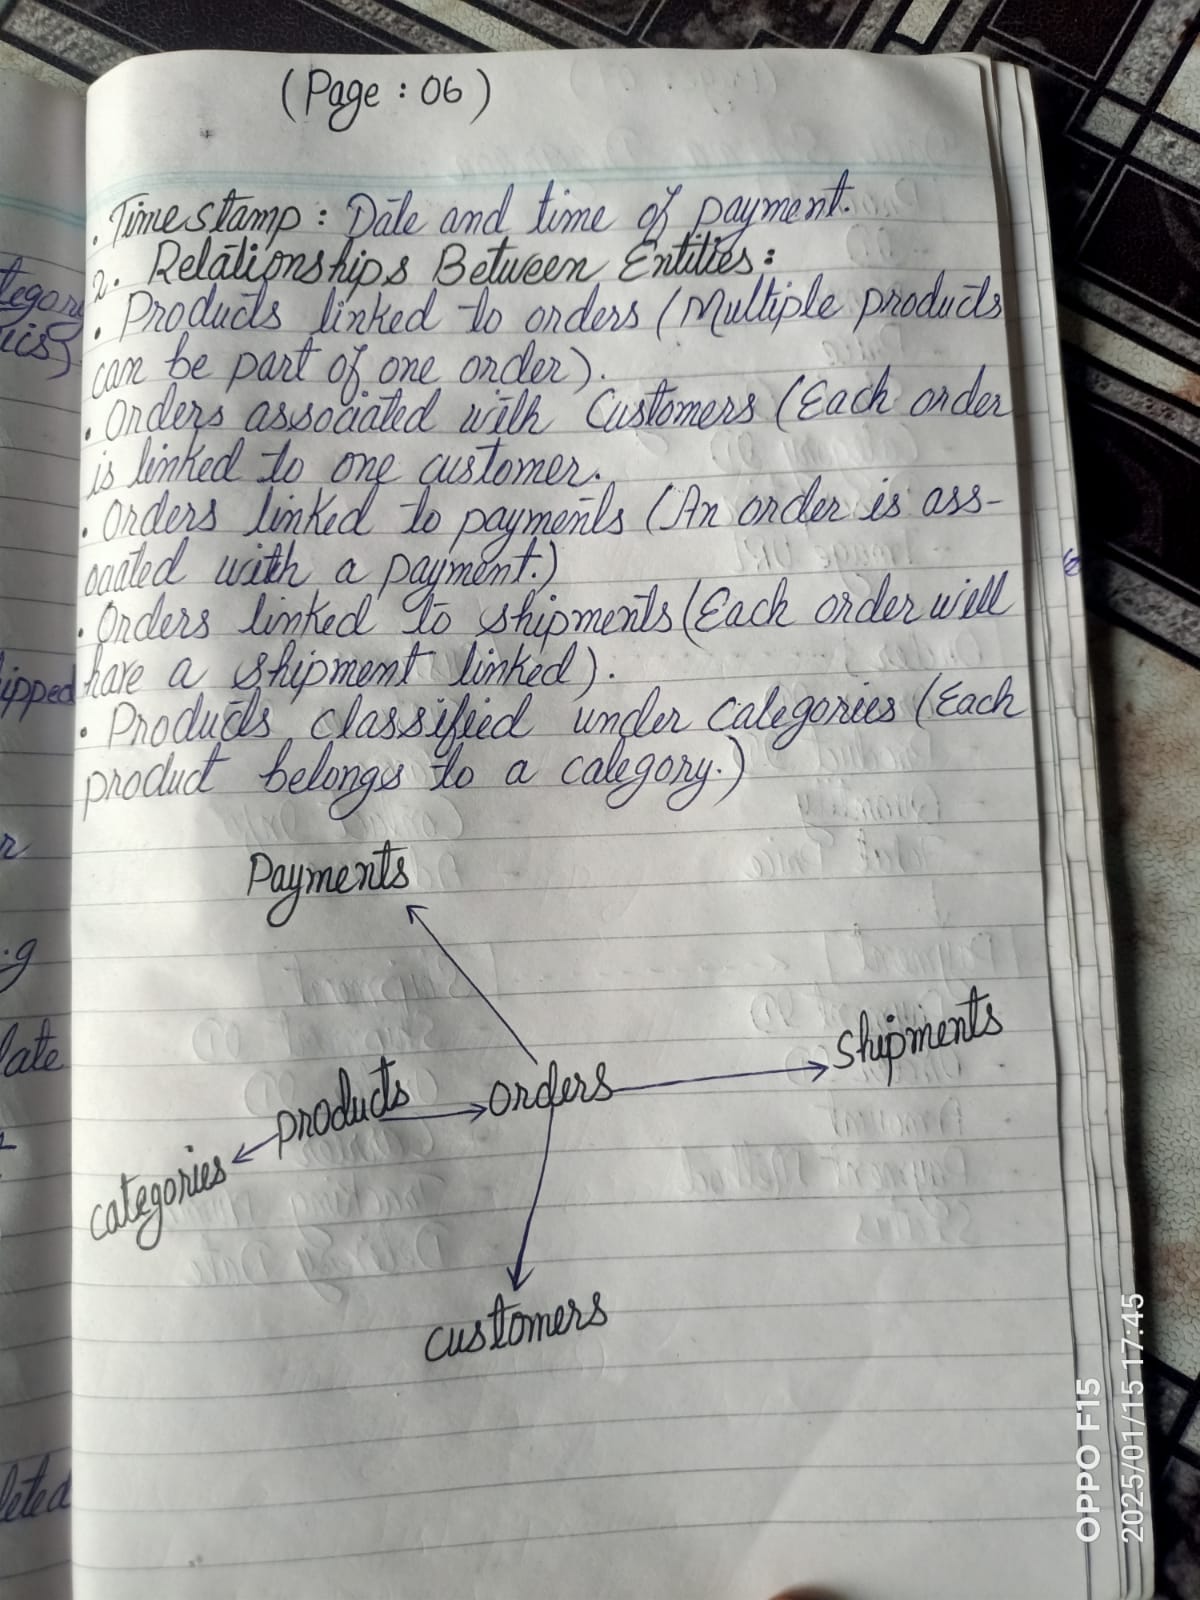 (Page : 06)
. Timestamp : Date and time of payment.
2. Relationships Between Entities :
. Products linked to orders (Multiple products
can be part of one order).
. Orders associated with Customers (Each order
is linked to one customer.
. Orders linked to payments (An order is ass-
ociated with a payment.)
. Orders linked to shipments (Each order will
have a shipment linked).
. Products classified under categories (Each
product belongs to a category.)
Payments
shipments
products orders
categories
customers
ipped
.g
late
leted
OPPO F15
2025/01/15 17:45